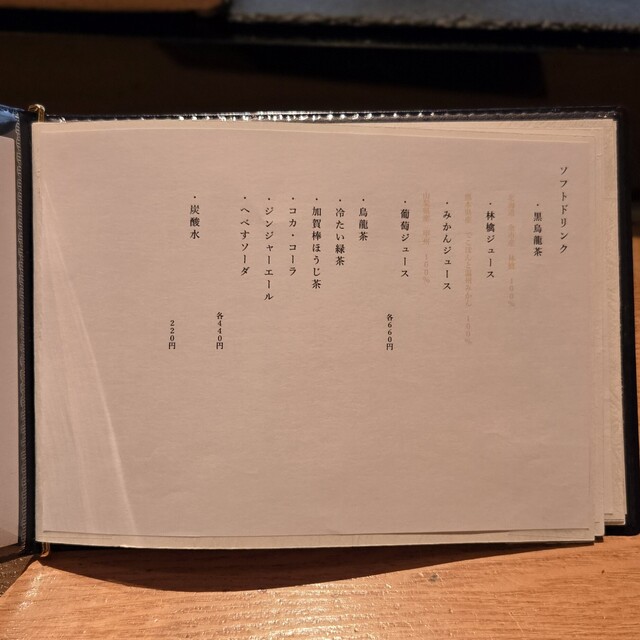 ソフトドリンク
・黒烏龍茶
・林檎ジュース
・みかんジュース
・葡萄ジュース
各660円
・烏龍茶
・冷たい緑茶
・加賀棒ほうじ茶
・コカ・コーラ
・ジンジャーエール
・へべすソーダ
各440円
・炭酸水
220円